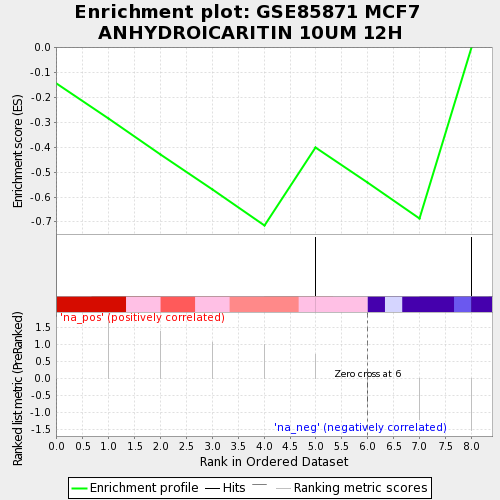 Enrichment plot: GSE85871 MCF7
ANHYDROICARITIN 10UM 12H
Enrichment score (ES)
0.0
-0.1
-0.2
-0.3
-0.4
-0.5
-0.6
-0.7
Ranked list metric (PreRanked)
1.5
1.0
0.5
0.0
-0.5
-1.0
-1.5
'na_pos' (positively correlated)
Zero cross at 6
'na_neg' (negatively correlated)
0.0 0.5 1.0 1.5 2.0 2.5 3.0 3.5 4.0 4.5 5.0 5.5 6.0 6.5 7.0 7.5 8.0
Rank in Ordered Dataset
Enrichment profile Hits Ranking metric scores